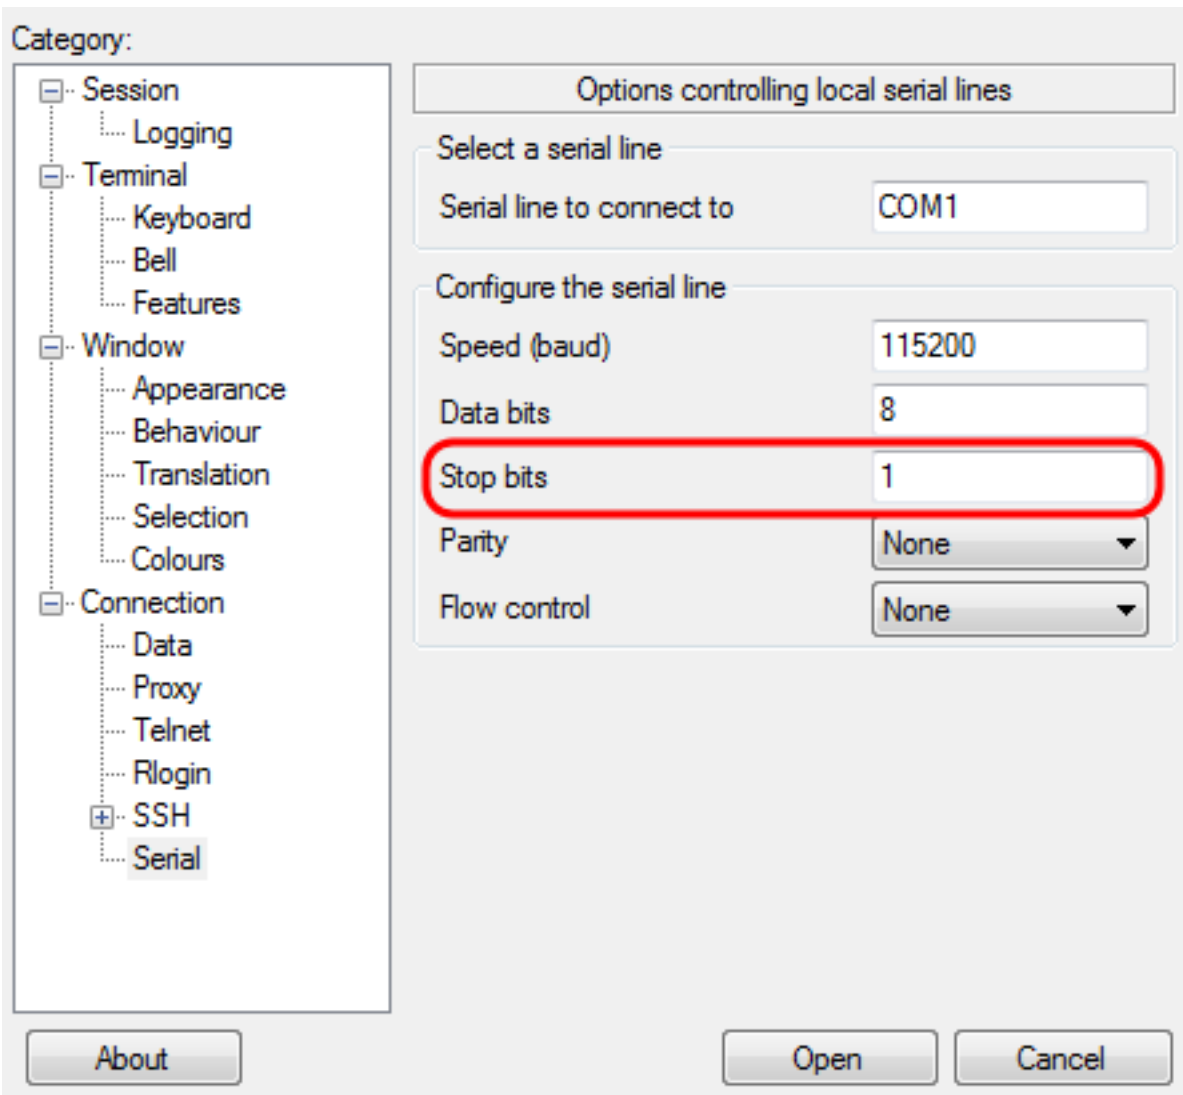 Category:
Session
Logging
Terminal
Keyboard
Bell
Features
Window
Appearance
Behaviour
Translation
Selection
Colours
Connection
Data
Proxy
Telnet
Rlogin
SSH
Serial
Options controlling local serial lines
Select a serial line
Serial line to connect to COM1
Configure the serial line
Speed (baud) 115200
Data bits 8
Stop bits 1
Parity None
Flow control None
About Open Cancel